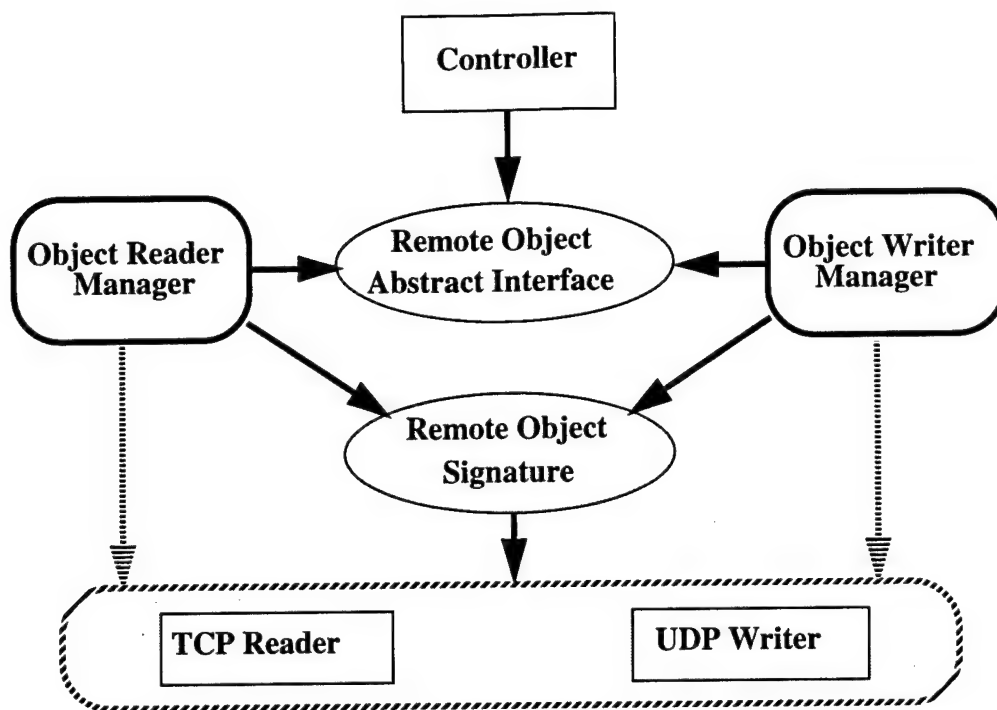 Controller
Object Reader
Manager
Remote Object
Abstract Interface
Object Writer
Manager
Remote Object
Signature
TCP Reader
UDP Writer